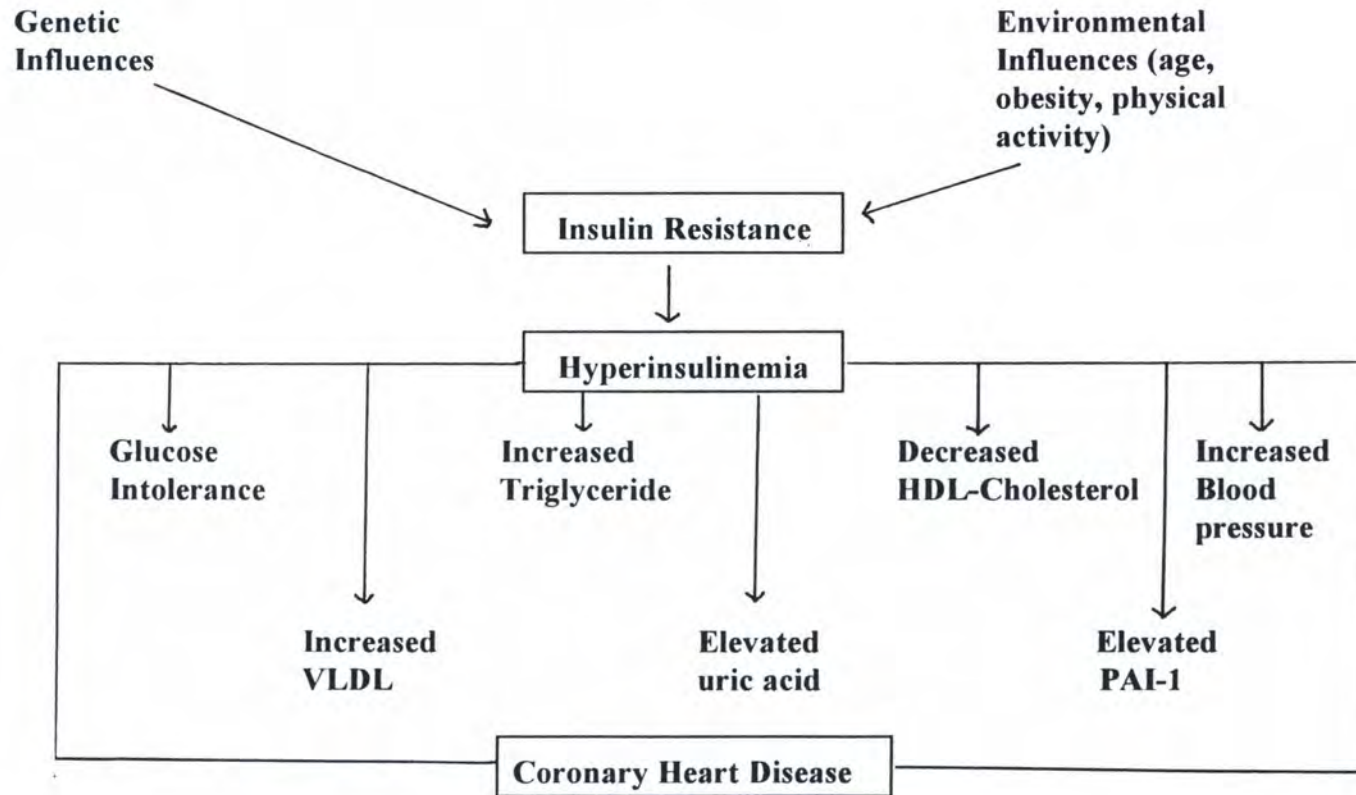 Genetic
Influences
Environmental
Influences (age,
obesity, physical
activity)
Insulin Resistance
Hyperinsulinemia
Glucose
Intolerance
Increased
Triglyceride
Decreased
HDL-Cholesterol
Increased
Blood
pressure
Increased
VLDL
Elevated
uric acid
Elevated
PAI-1
Coronary Heart Disease